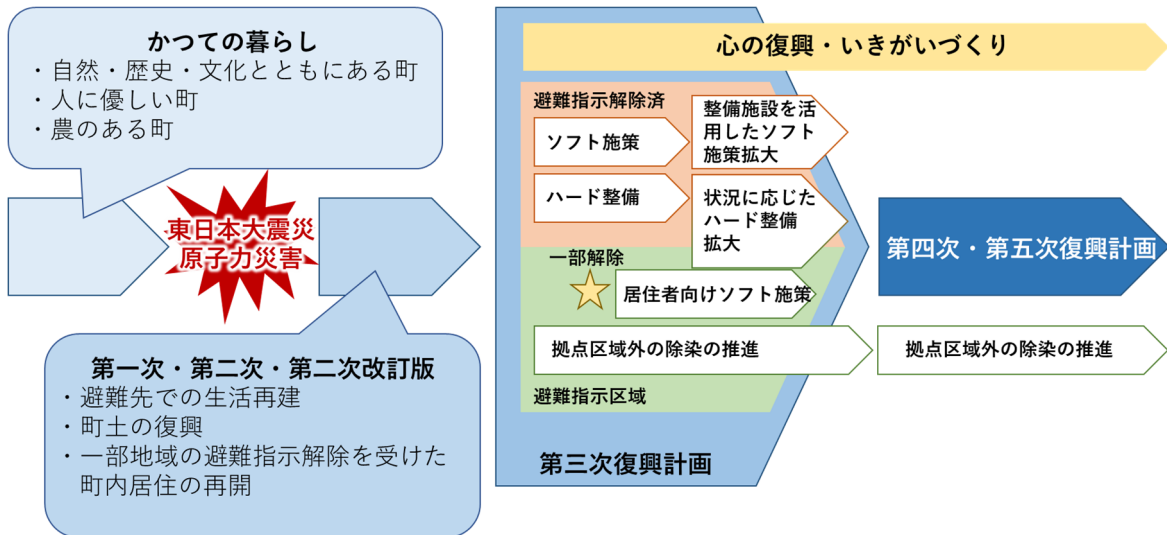 かつての暮らし
・自然・歴史・文化とともにある町
・人に優しい町
・農のある町
東日本大震災
原子力災害
第一次・第二次・第二次改訂版
・避難先での生活再建
・町土の復興
・一部地域の避難指示解除を受けた
町内居住の再開
心の復興・いきがいづくり
避難指示解除済
ソフト施策
整備施設を活
用したソフト
施策拡大
ハード整備
状況に応じた
ハード整備
拡大
一部解除
居住者向けソフト施策
拠点区域外の除染の推進
避難指示区域
第三次復興計画
第四次・第五次復興計画
拠点区域外の除染の推進